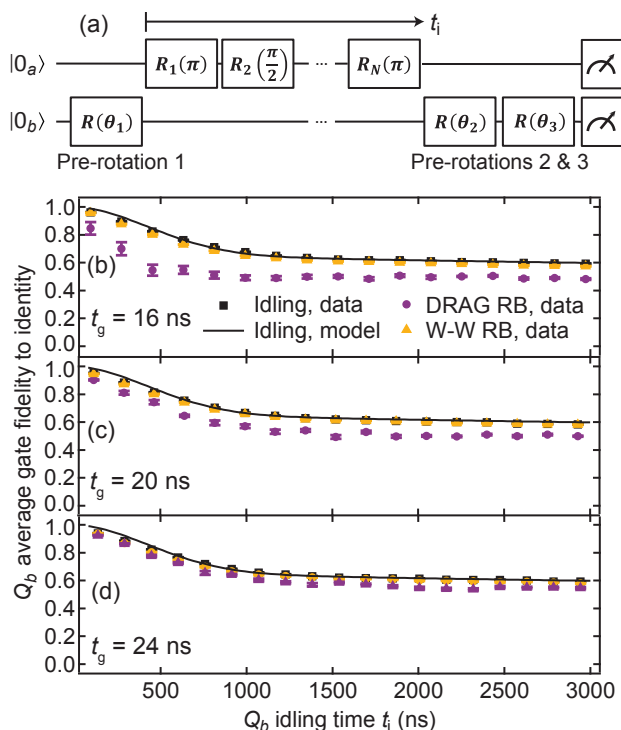 (a) t_i
|0_a⟩ R_1(π) R_2(π/2) ... R_N(π)
|0_b⟩ R(θ_1) ... R(θ_2) R(θ_3)
Pre-rotation 1 Pre-rotations 2 & 3
Q_b average gate fidelity to identity
1.0
0.8
0.6
0.4
0.2
0.0
(b)
Idling, data DRAG RB, data
t_g = 16 ns Idling, model W-W RB, data
1.0
0.8
0.6
0.4
0.2
0.0
(c)
t_g = 20 ns
1.0
0.8
0.6
0.4
0.2
0.0
(d)
t_g = 24 ns
500 1000 1500 2000 2500 3000
Q_b idling time t_i (ns)